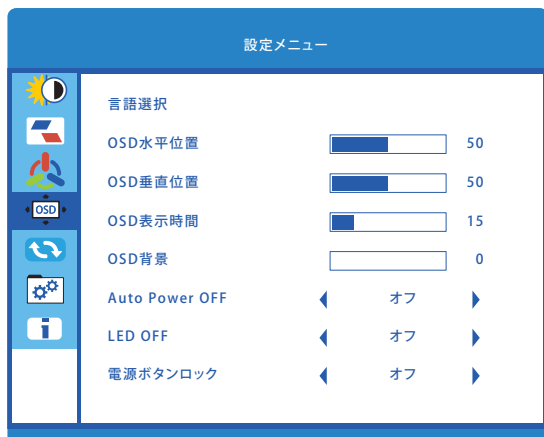 設定メニュー
言語選択
OSD水平位置 50
OSD垂直位置 50
OSD OSD表示時間 15
OSD背景 0
Auto Power OFF オフ
LED OFF オフ
電源ボタンロック オフ